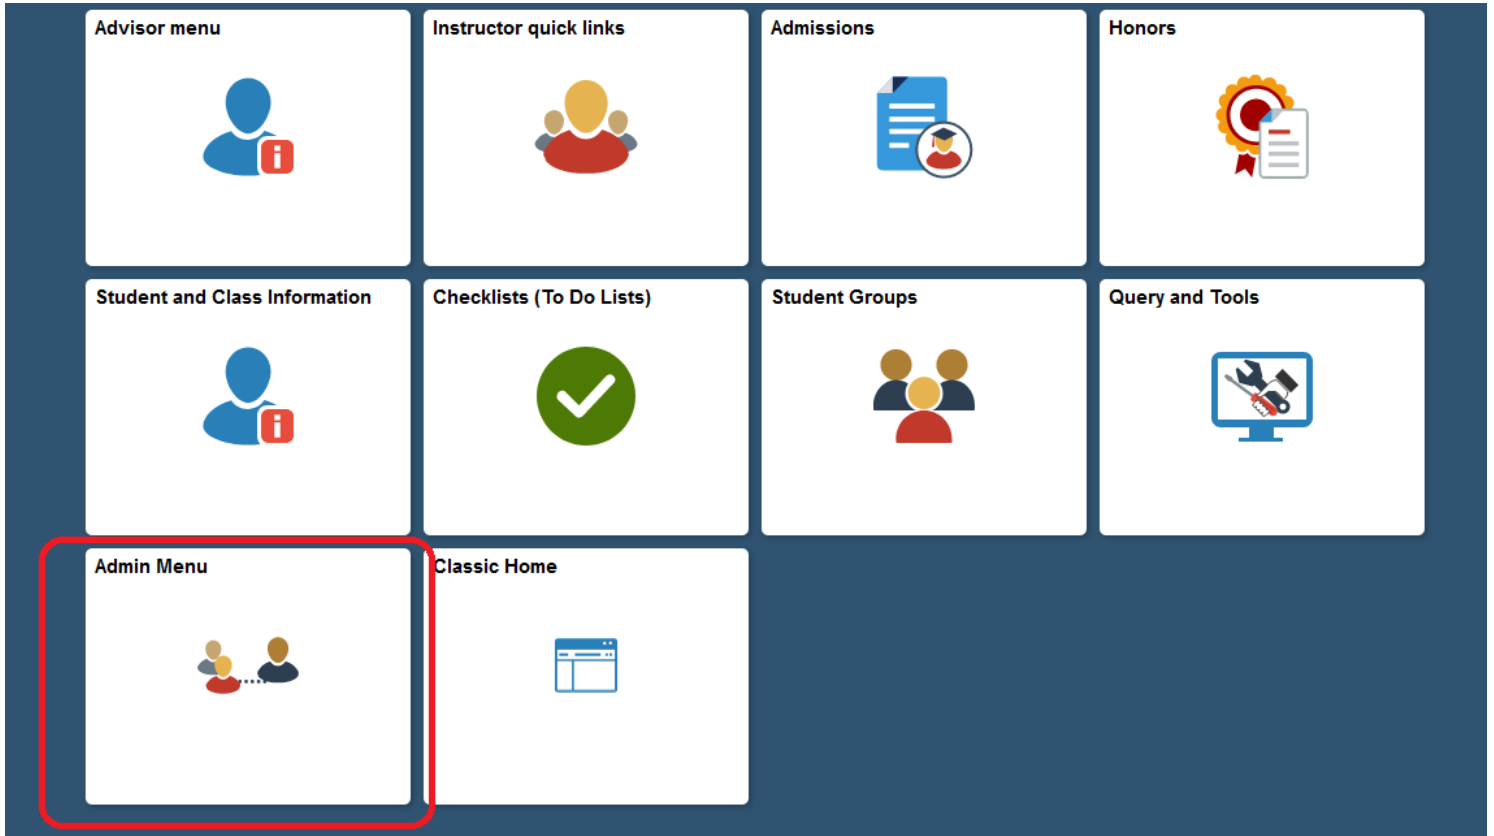 Advisor menu
Instructor quick links
Admissions
Honors
Student and Class Information
Checklists (To Do Lists)
Student Groups
Query and Tools
Admin Menu
Classic Home